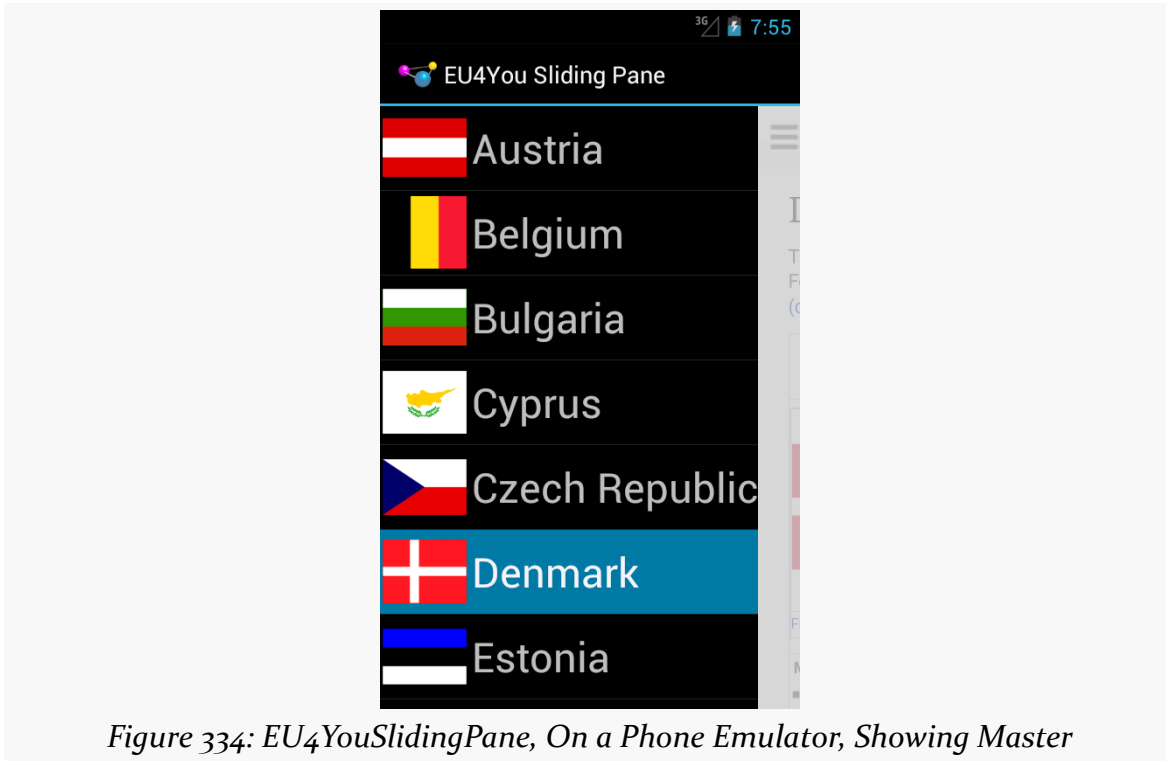 3G 7:55
EU4You Sliding Pane
Austria
Belgium
Bulgaria
Cyprus
Czech Republic
Denmark
Estonia
Figure 334: EU4YouSlidingPane, On a Phone Emulator, Showing Master